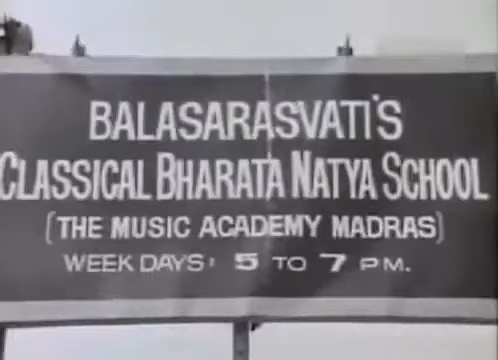 BALASARASVATI'S
CLASSICAL BHARATA NATYA SCHOOL
(THE MUSIC ACADEMY MADRAS)
WEEK DAYS: 5 TO 7 PM.